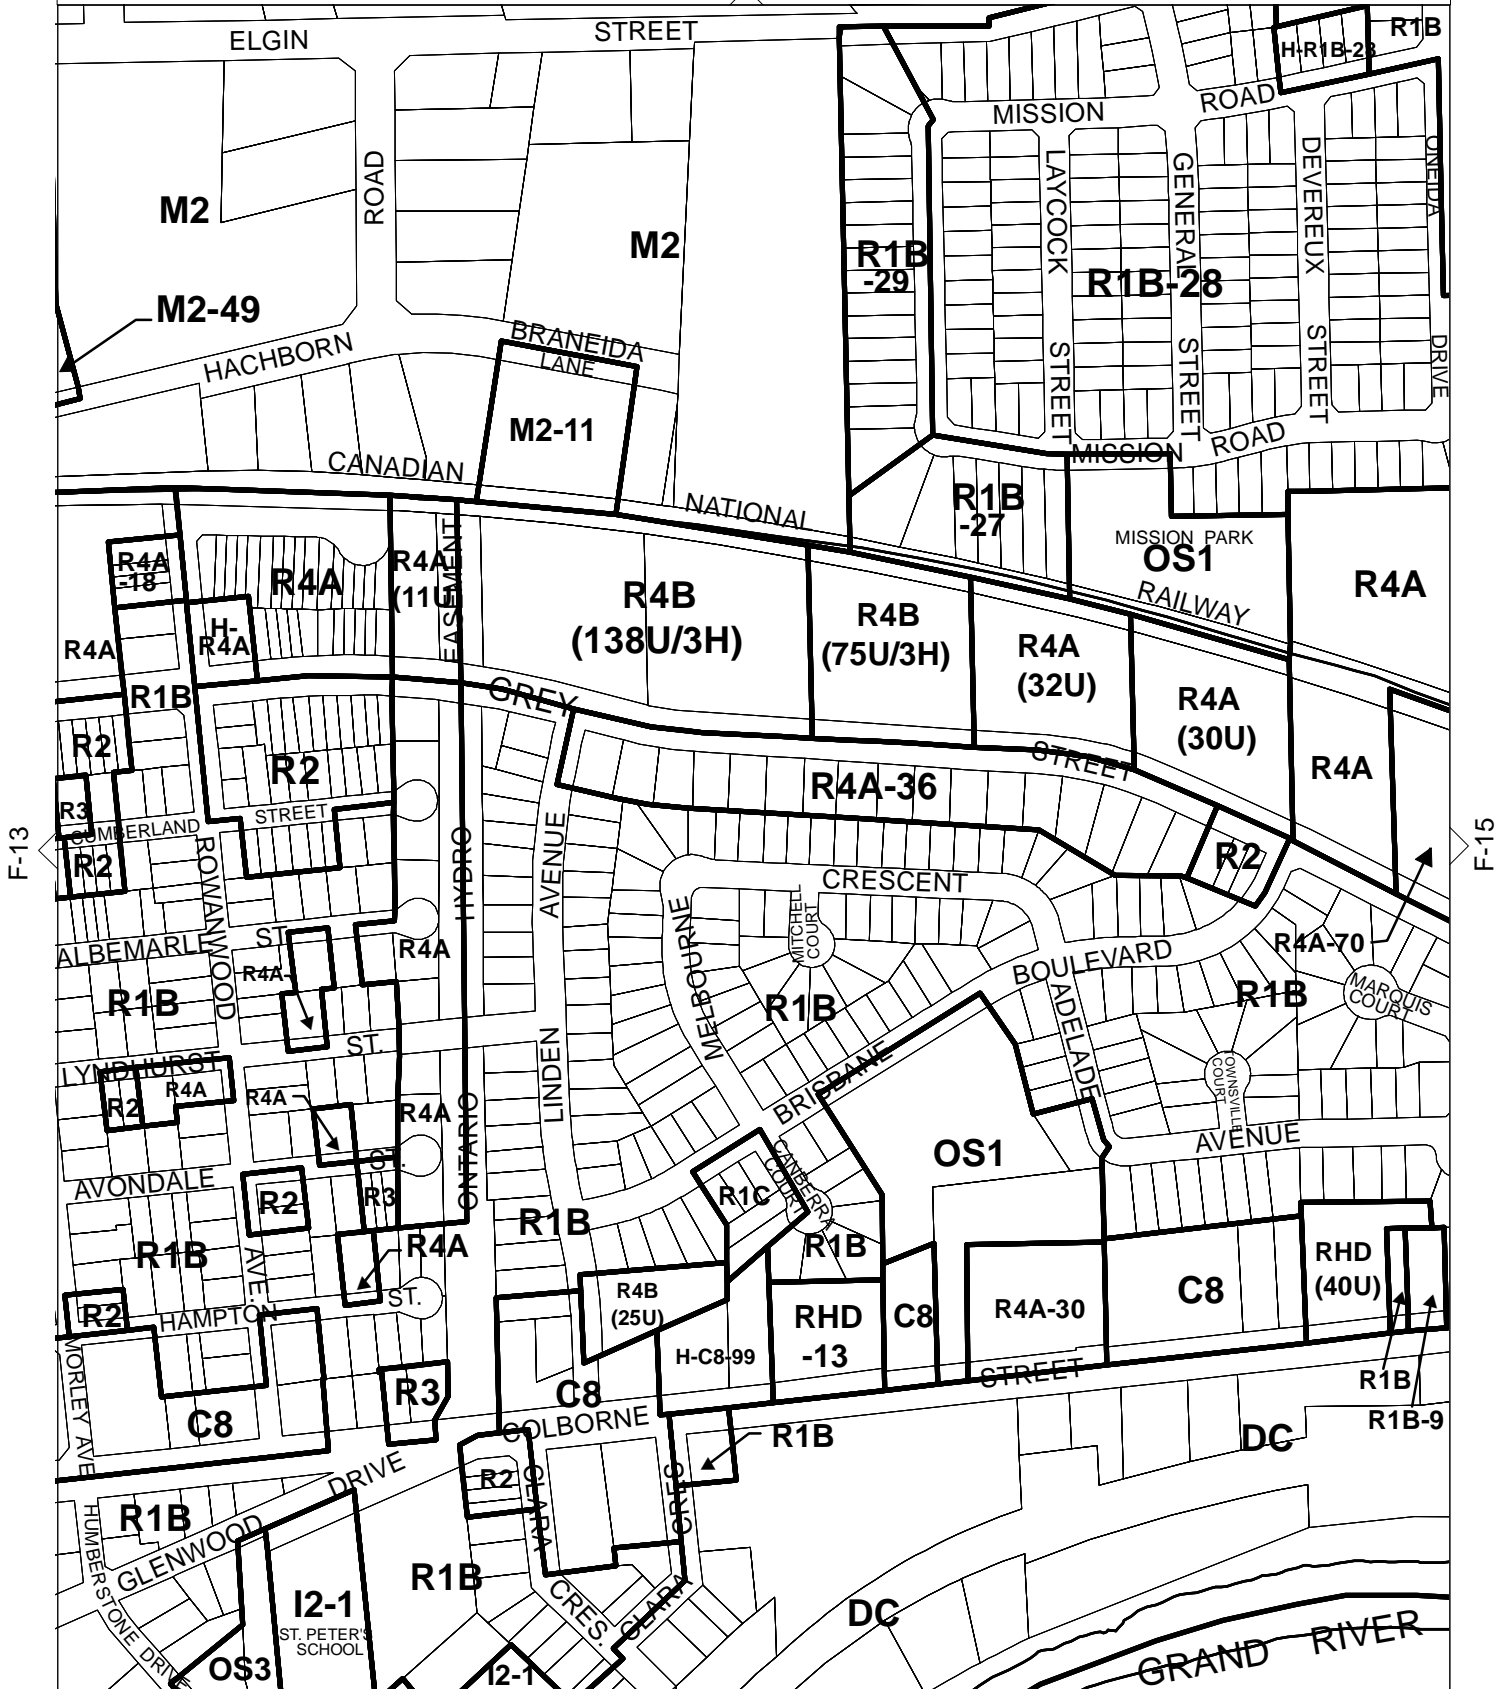 ELGIN
STREET
R1B
H-R1B-28
MISSION
ROAD
ROAD
M2
M2
LAYCOCK
STREET
GENERAL
STREET
DEVEREUX
STREET
ONEIDA
DRIVE
R1B
-29
R1B-28
M2-49
HACHBORN
BRANEIDA
LANE
M2-11
CANADIAN
NATIONAL
RAILWAY
MISSION
ROAD
R1B
-27
MISSION PARK
OS1
R4A
R4A
-18
R4A
R4A
(11U)
EASEMENT
H-
R4A
R4A
R1B
R4B
(138U/3H)
R4B
(75U/3H)
R4A
(32U)
R4A
(30U)
R4A
GREY
STREET
R2
R2
R3
CUMBERLAND
STREET
R2
R4A-36
R2
F-13
F-15
ROWANWOOD
AVE.
HYDRO
ONTARIO
AVENUE
LINDEN
CRESCENT
MELBOURNE
MITCHELL
COURT
BOULEVARD
BRISBANE
ADELAIDE
AVENUE
R4A-70
MARQUIS
COURT
R1B
R1B
TOWNSVILLE
COURT
ALBEMARLE
ST.
R4A
R4A
R1B
LYNDHURST
ST.
R2
R4A
R4A
R4A
AVONDALE
ST.
R2
R3
R1B
R4A
R1B
R1C
CANBERRA
COURT
R1B
OS1
R2
HAMPTON
ST.
R4B
(25U)
H-C8-99
RHD
-13
C8
R4A-30
C8
RHD
(40U)
R1B
R1B-9
MORLEY AVE
C8
R3
C8
COLBORNE
STREET
R1B
DC
R1B
GLENWOOD
DRIVE
R2
CLARA
CRES.
CLARA
CRES
HUMBERSTONE DRIVE
I2-1
ST. PETER'S
SCHOOL
R1B
OS3
I2-1
DC
GRAND RIVER